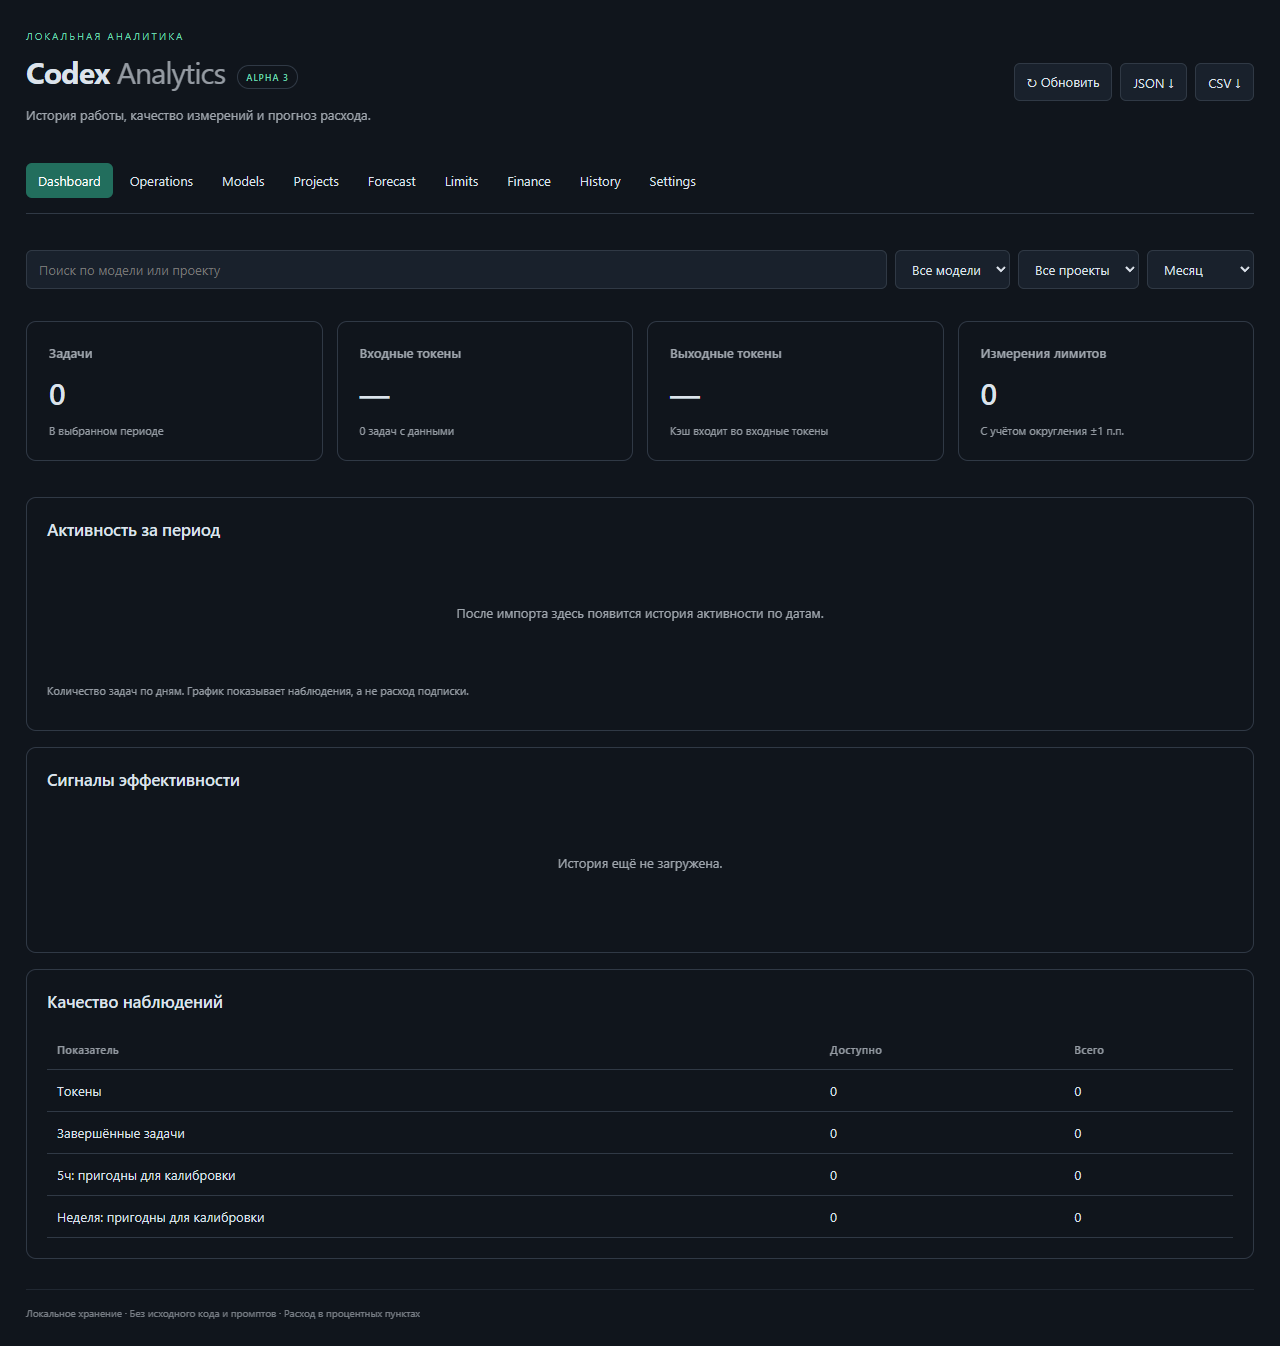 ЛОКАЛЬНАЯ АНАЛИТИКА
Codex Analytics ALPHA 3
История работы, качество измерений и прогноз расхода.
↻ Обновить JSON ↓ CSV ↓
Dashboard Operations Models Projects Forecast Limits Finance History Settings
Поиск по модели или проекту Все модели Все проекты Месяц
Задачи
0
В выбранном периоде
Входные токены
—
0 задач с данными
Выходные токены
—
Кэш входит во входные токены
Измерения лимитов
0
С учётом округления ±1 п.п.
Активность за период
После импорта здесь появится история активности по датам.
Количество задач по дням. График показывает наблюдения, а не расход подписки.
Сигналы эффективности
История ещё не загружена.
Качество наблюдений
Показатель Доступно Всего
Токены 0 0
Завершённые задачи 0 0
5ч: пригодны для калибровки 0 0
Неделя: пригодны для калибровки 0 0
Локальное хранение · Без исходного кода и промптов · Расход в процентных пунктах